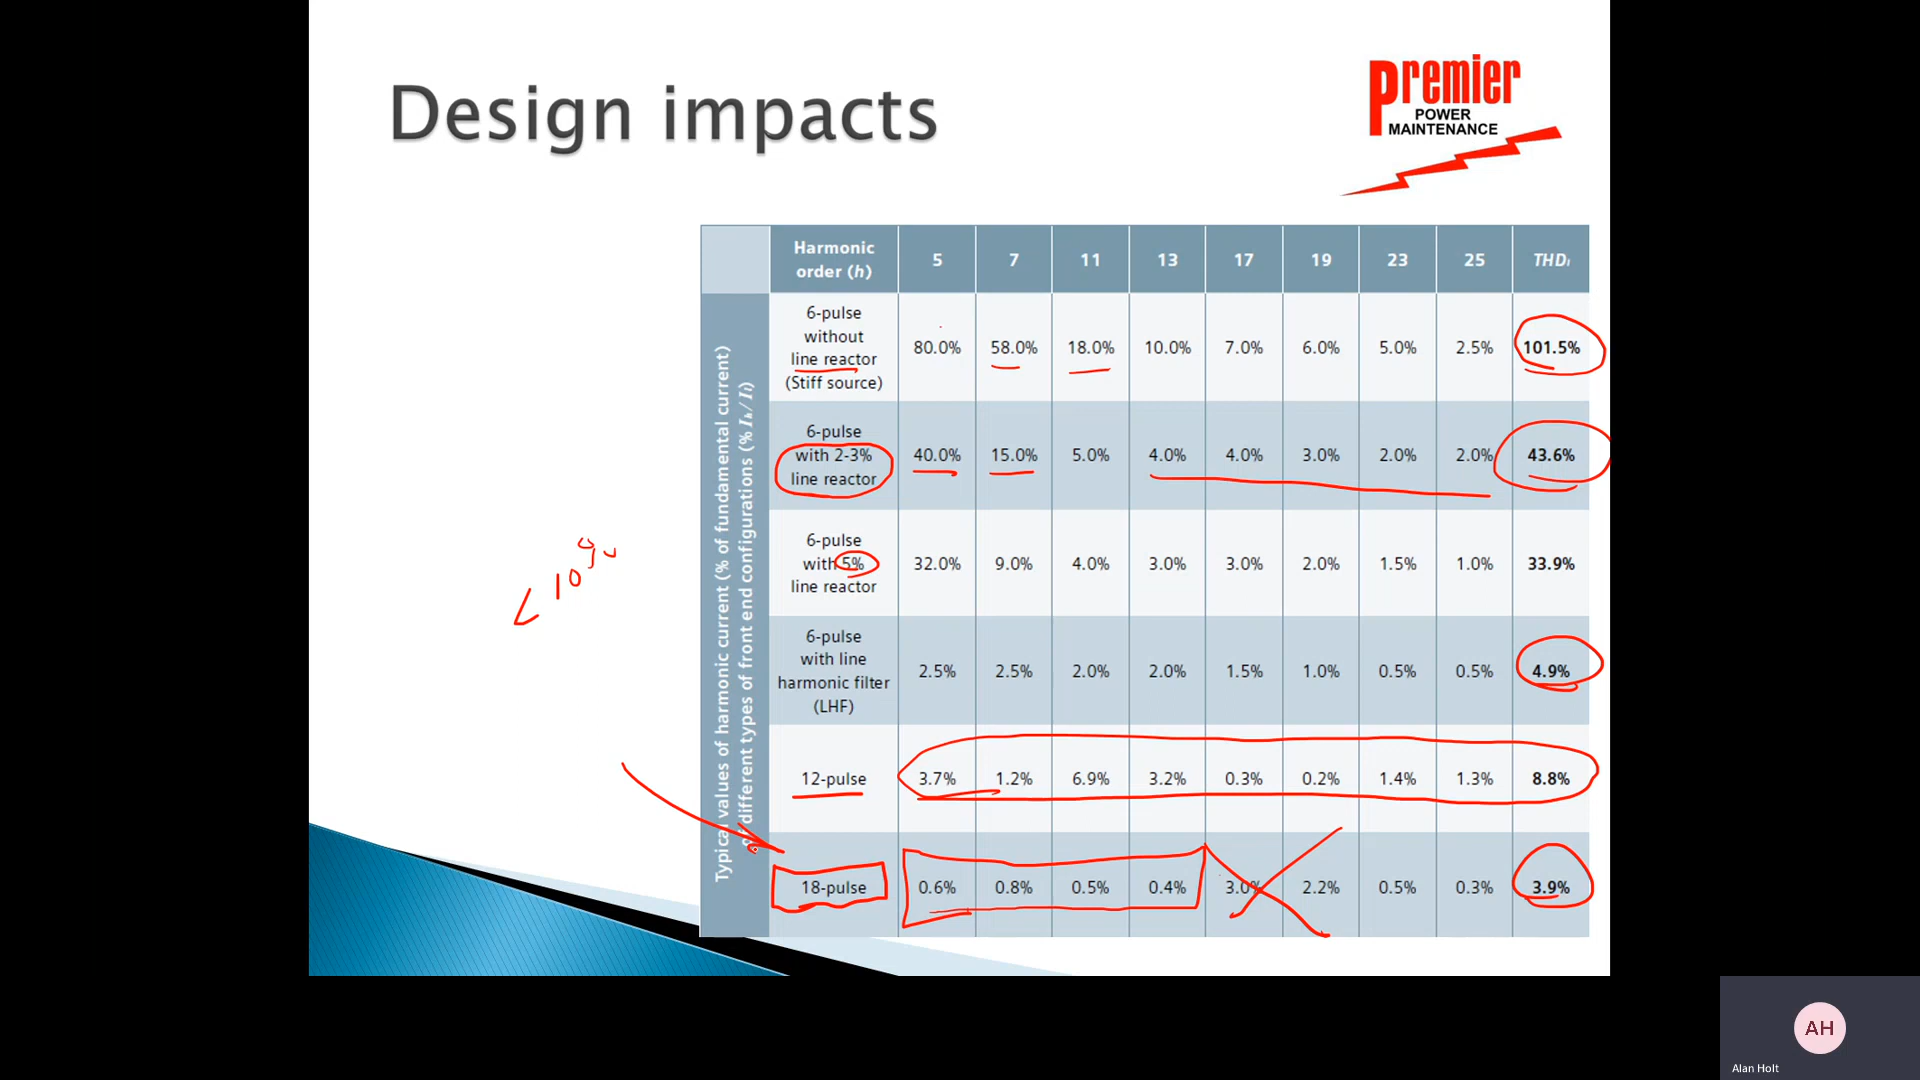 Design impacts
Premier
POWER
MAINTENANCE
Typical values of harmonic current (% of fundamental current)
of different types of front end configurations (% Iₕ/Iₗ)
Harmonic
order (h)
5 7 11 13 17 19 23 25 THDᵢ
6-pulse
without
line reactor
(Stiff source)
80.0% 58.0% 18.0% 10.0% 7.0% 6.0% 5.0% 2.5% 101.5%
6-pulse
with 2-3%
line reactor
40.0% 15.0% 5.0% 4.0% 4.0% 3.0% 2.0% 2.0% 43.6%
6-pulse
with 5%
line reactor
32.0% 9.0% 4.0% 3.0% 3.0% 2.0% 1.5% 1.0% 33.9%
6-pulse
with line
harmonic filter
(LHF)
2.5% 2.5% 2.0% 2.0% 1.5% 1.0% 0.5% 0.5% 4.9%
12-pulse 3.7% 1.2% 6.9% 3.2% 0.3% 0.2% 1.4% 1.3% 8.8%
18-pulse 0.6% 0.8% 0.5% 0.4% 3.0% 2.2% 0.5% 0.3% 3.9%
< 10%
AH
Alan Holt